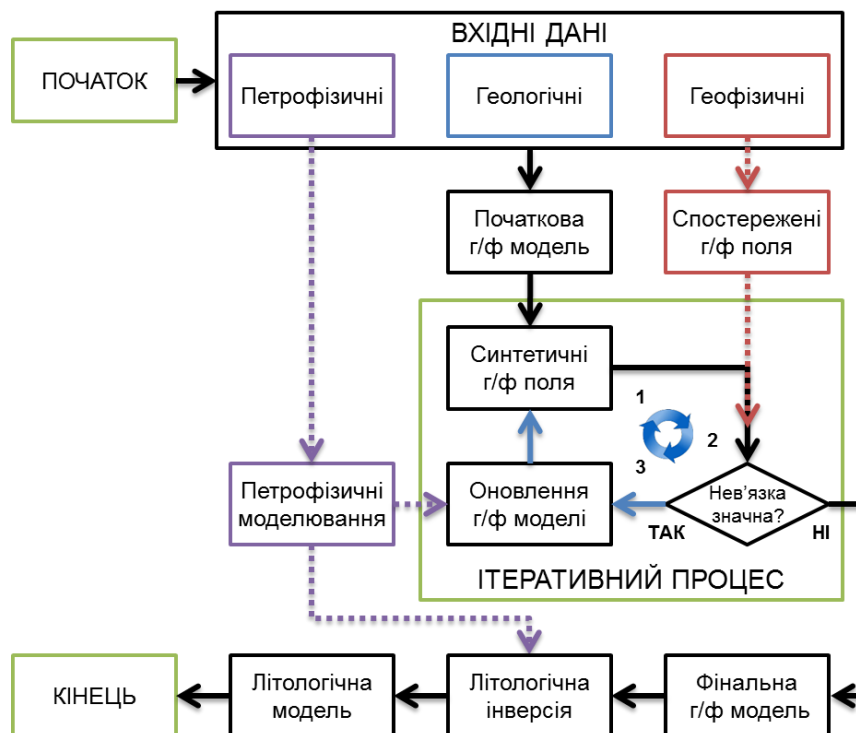 ВХІДНІ ДАНІ
ПОЧАТОК
Петрофізичні
Геологічні
Геофізичні
Початкова
г/ф модель
Спостережені
г/ф поля
Синтетичні
г/ф поля
1
2
3
Петрофізичні
моделювання
Оновлення
г/ф моделі
Нев’язка
значна?
ТАК
НІ
ІТЕРАТИВНИЙ ПРОЦЕС
КІНЕЦЬ
Літологічна
модель
Літологічна
інверсія
Фінальна
г/ф модель